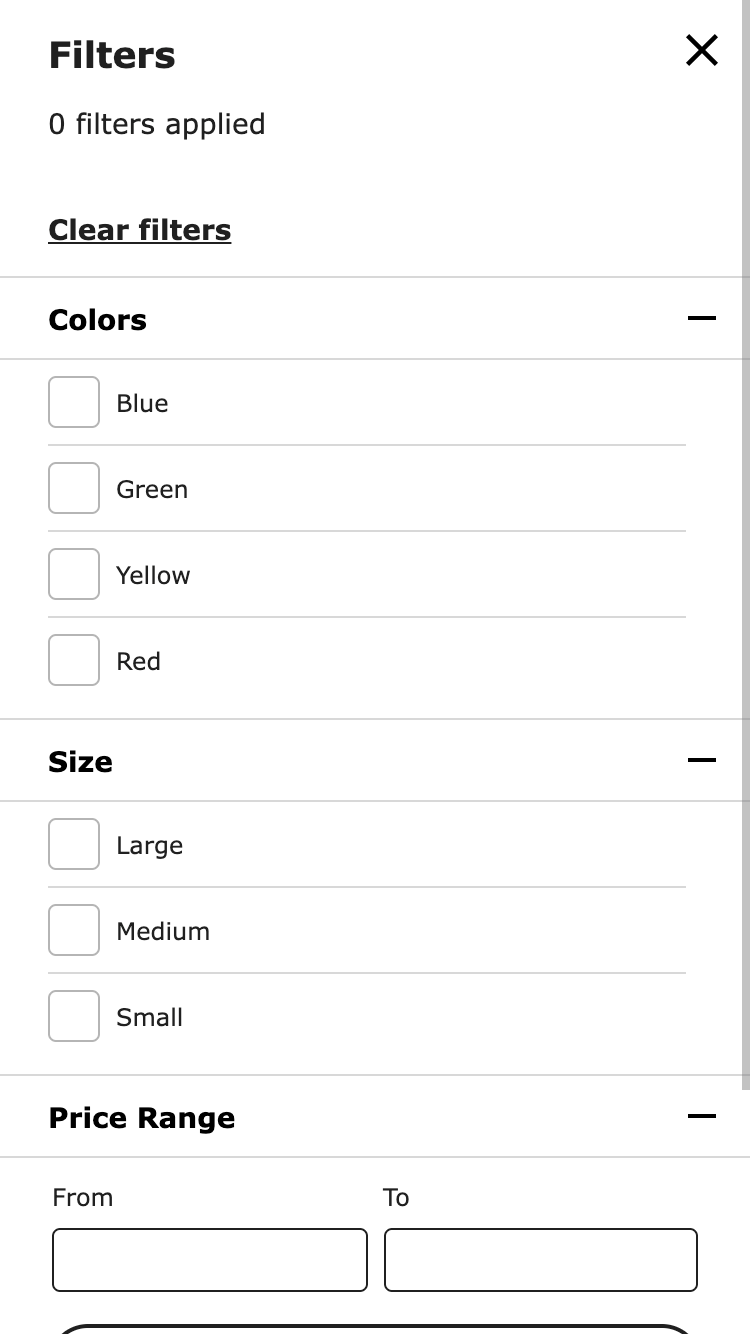 Filters
0 filters applied
Clear filters
Colors
Blue
Green
Yellow
Red
Size
Large
Medium
Small
Price Range
From To